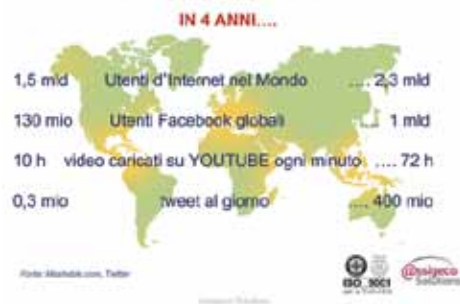 IN 4 ANNI....
1,5 mld Utenti d'Internet nel Mondo .... 2,3 mld
130 mio Utenti Facebook globali .... 1 mld
10 h video caricati su YOUTUBE ogni minuto .... 72 h
0,3 mio tweet al giorno .... 400 mio
Fonte: Mashable.com, Twitter
ISO 9001
@ssigeco
Solutions